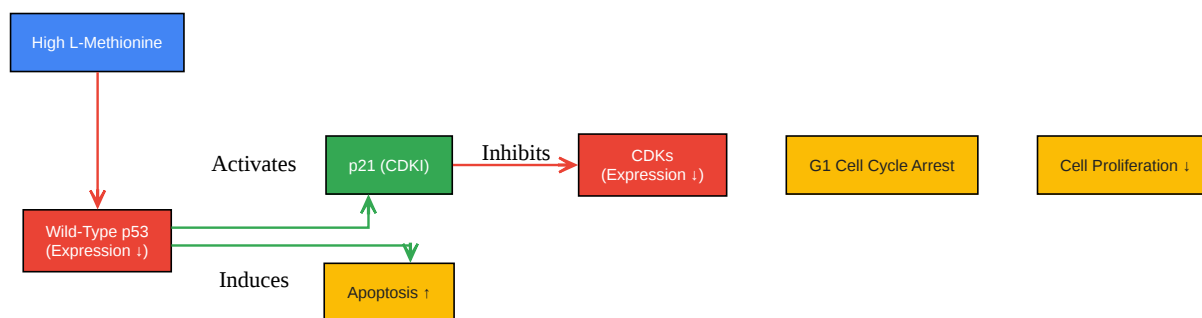 High L-Methionine
Activates
p21 (CDKI)
Inhibits
CDKs
(Expression ↓)
G1 Cell Cycle Arrest
Cell Proliferation ↓
Wild-Type p53
(Expression ↓)
Induces
Apoptosis ↑